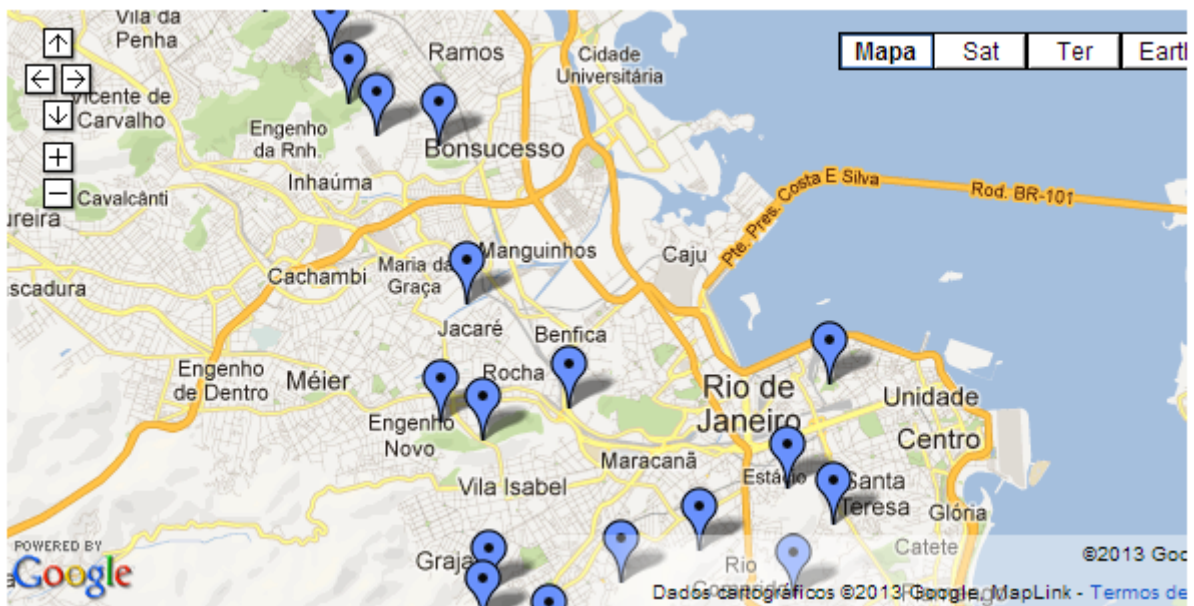 Vila da
Penha
Ramos
Cidade
Universitária
Mapa
Sat
Ter
Vicente de
Carvalho
Engenho
da Rnh.
Bonsucesso
Inhaúma
Cavalcânti
Pte. Pres. Costa E Silva
Rod. BR-101
Manguinhos
Caju
Maria da
Graça
Cachambi
Jacaré
Benfica
Engenho
de Dentro
Méier
Rocha
Rio de
Janeiro
Unidade
Centro
Engenho
Novo
Maracanã
Estácio
Vila Isabel
Santa
Teresa
Glória
Catete
Rio
Comprido
Flamengo
POWERED BY
Google
©2013
Dados cartográficos ©2013 Google, MapLink - Termos de